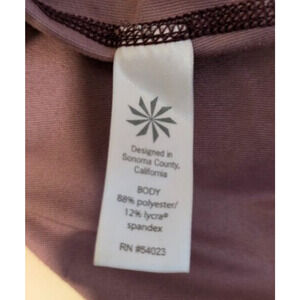 Designed in
Sonoma County,
California
BODY
88% polyester/
12% lycra®
spandex
RN #54023